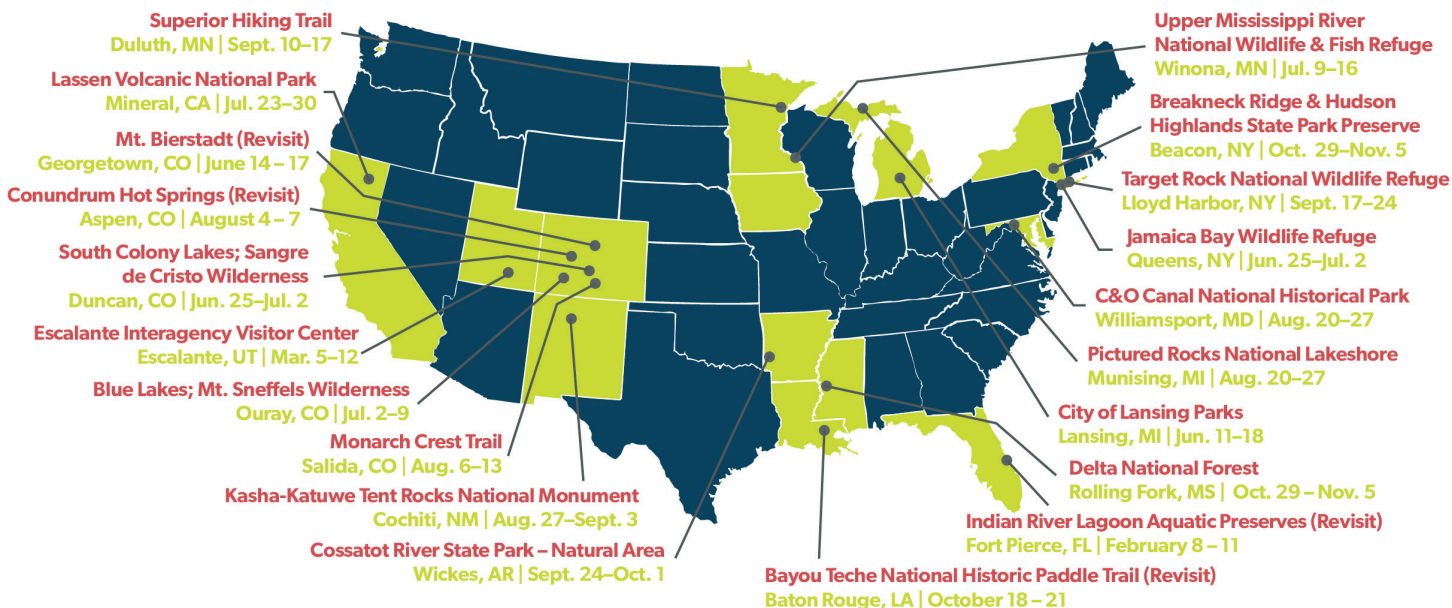 Superior Hiking Trail
Duluth, MN | Sept. 10–17
Lassen Volcanic National Park
Mineral, CA | Jul. 23–30
Mt. Bierstadt (Revisit)
Georgetown, CO | June 14 – 17
Conundrum Hot Springs (Revisit)
Aspen, CO | August 4 – 7
South Colony Lakes; Sangre
de Cristo Wilderness
Duncan, CO | Jun. 25–Jul. 2
Escalante Interagency Visitor Center
Escalante, UT | Mar. 5–12
Blue Lakes; Mt. Sneffels Wilderness
Ouray, CO | Jul. 2–9
Monarch Crest Trail
Salida, CO | Aug. 6–13
Kasha-Katuwe Tent Rocks National Monument
Cochiti, NM | Aug. 27–Sept. 3
Cossatot River State Park – Natural Area
Wickes, AR | Sept. 24–Oct. 1
Upper Mississippi River
National Wildlife & Fish Refuge
Winona, MN | Jul. 9–16
Breakneck Ridge & Hudson
Highlands State Park Preserve
Beacon, NY | Oct. 29–Nov. 5
Target Rock National Wildlife Refuge
Lloyd Harbor, NY | Sept. 17–24
Jamaica Bay Wildlife Refuge
Queens, NY | Jun. 25–Jul. 2
C&O Canal National Historical Park
Williamsport, MD | Aug. 20–27
Pictured Rocks National Lakeshore
Munising, MI | Aug. 20–27
City of Lansing Parks
Lansing, MI | Jun. 11–18
Delta National Forest
Rolling Fork, MS | Oct. 29 – Nov. 5
Indian River Lagoon Aquatic Preserves (Revisit)
Fort Pierce, FL | February 8 – 11
Bayou Teche National Historic Paddle Trail (Revisit)
Baton Rouge, LA | October 18 – 21